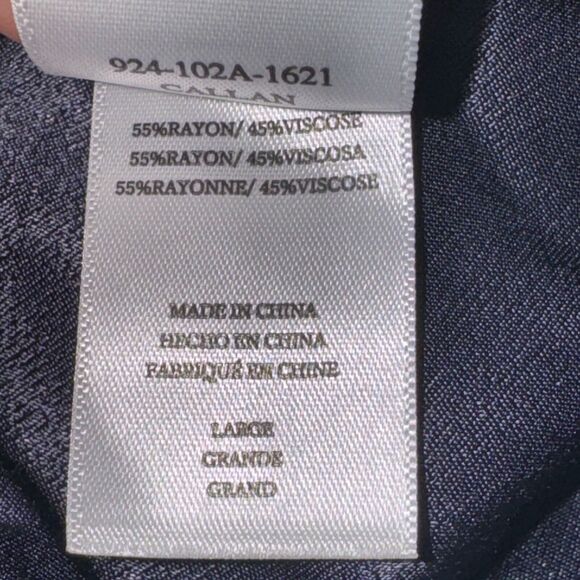 924-102A-1621
CALLAN
55%RAYON/ 45%VISCOSE
55%RAYON/ 45%VISCOSA
55%RAYONNE/ 45%VISCOSE
MADE IN CHINA
HECHO EN CHINA
FABRIQUÉ EN CHINE
LARGE
GRANDE
GRAND